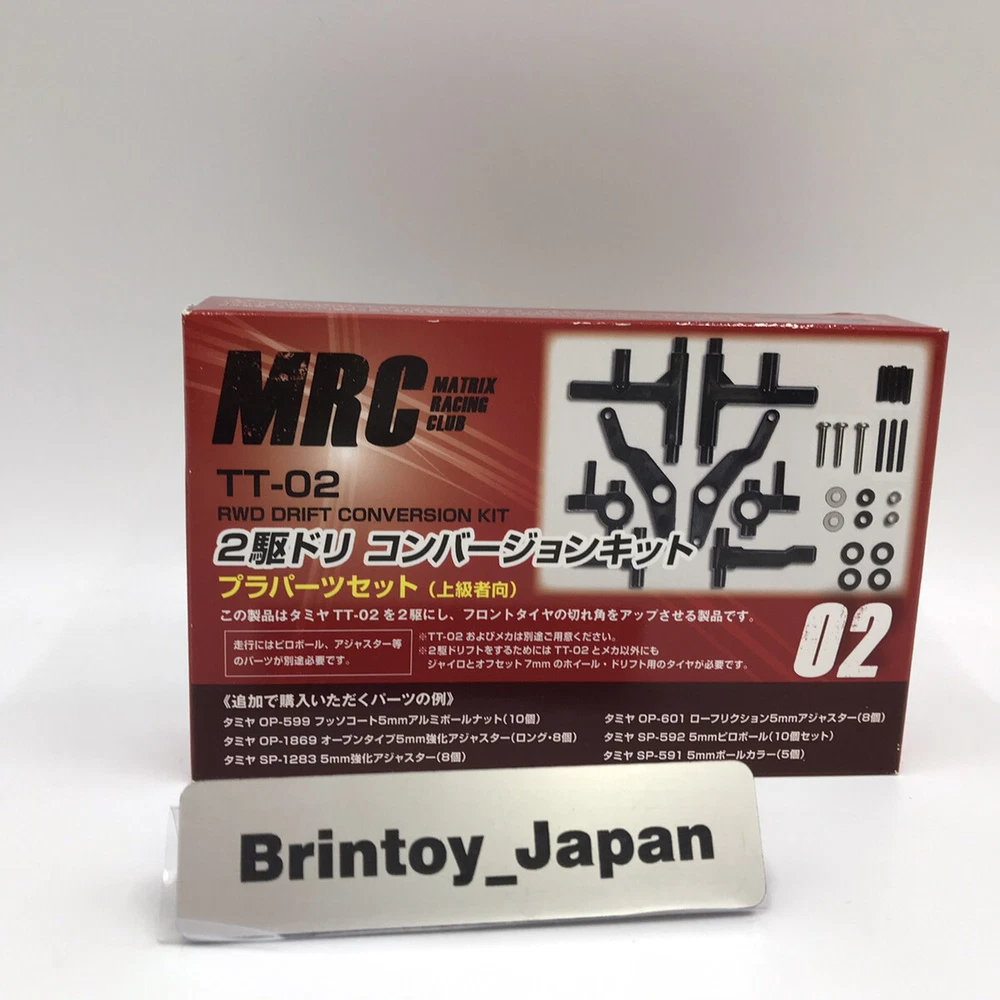 MRC
MATRIX
RACING
CLUB
TT-02
RWD DRIFT CONVERSION KIT
2駆ドリ コンバージョンキット
プラパーツセット(上級者向)
この製品はタミヤTT-02を2駆にし、フロントタイヤの切れ角をアップさせる製品です。
走行にはピロボール、アジャスター等
のパーツが別途必要です。
※TT-02 およびメカは別途ご用意ください。
※2駆ドリフトをするためには TT-02 とメカ以外にも
ジャイロとオフセット7mmのホイール・ドリフト用のタイヤが必要です。
02
《追加で購入いただくパーツの例》
タミヤ OP-599 フッソコート5mmアルミボールナット(10個)
タミヤ OP-1869 オープンタイプ5mm強化アジャスター(ロング・8個)
タミヤ SP-1283 5mm強化アジャスター(8個)
タミヤ OP-601 ローフリクション5mmアジャスター(8個)
タミヤ SP-592 5mmピロボール(10個セット)
タミヤ SP-591 5mmボールカラー(5個)
Brintoy_Japan